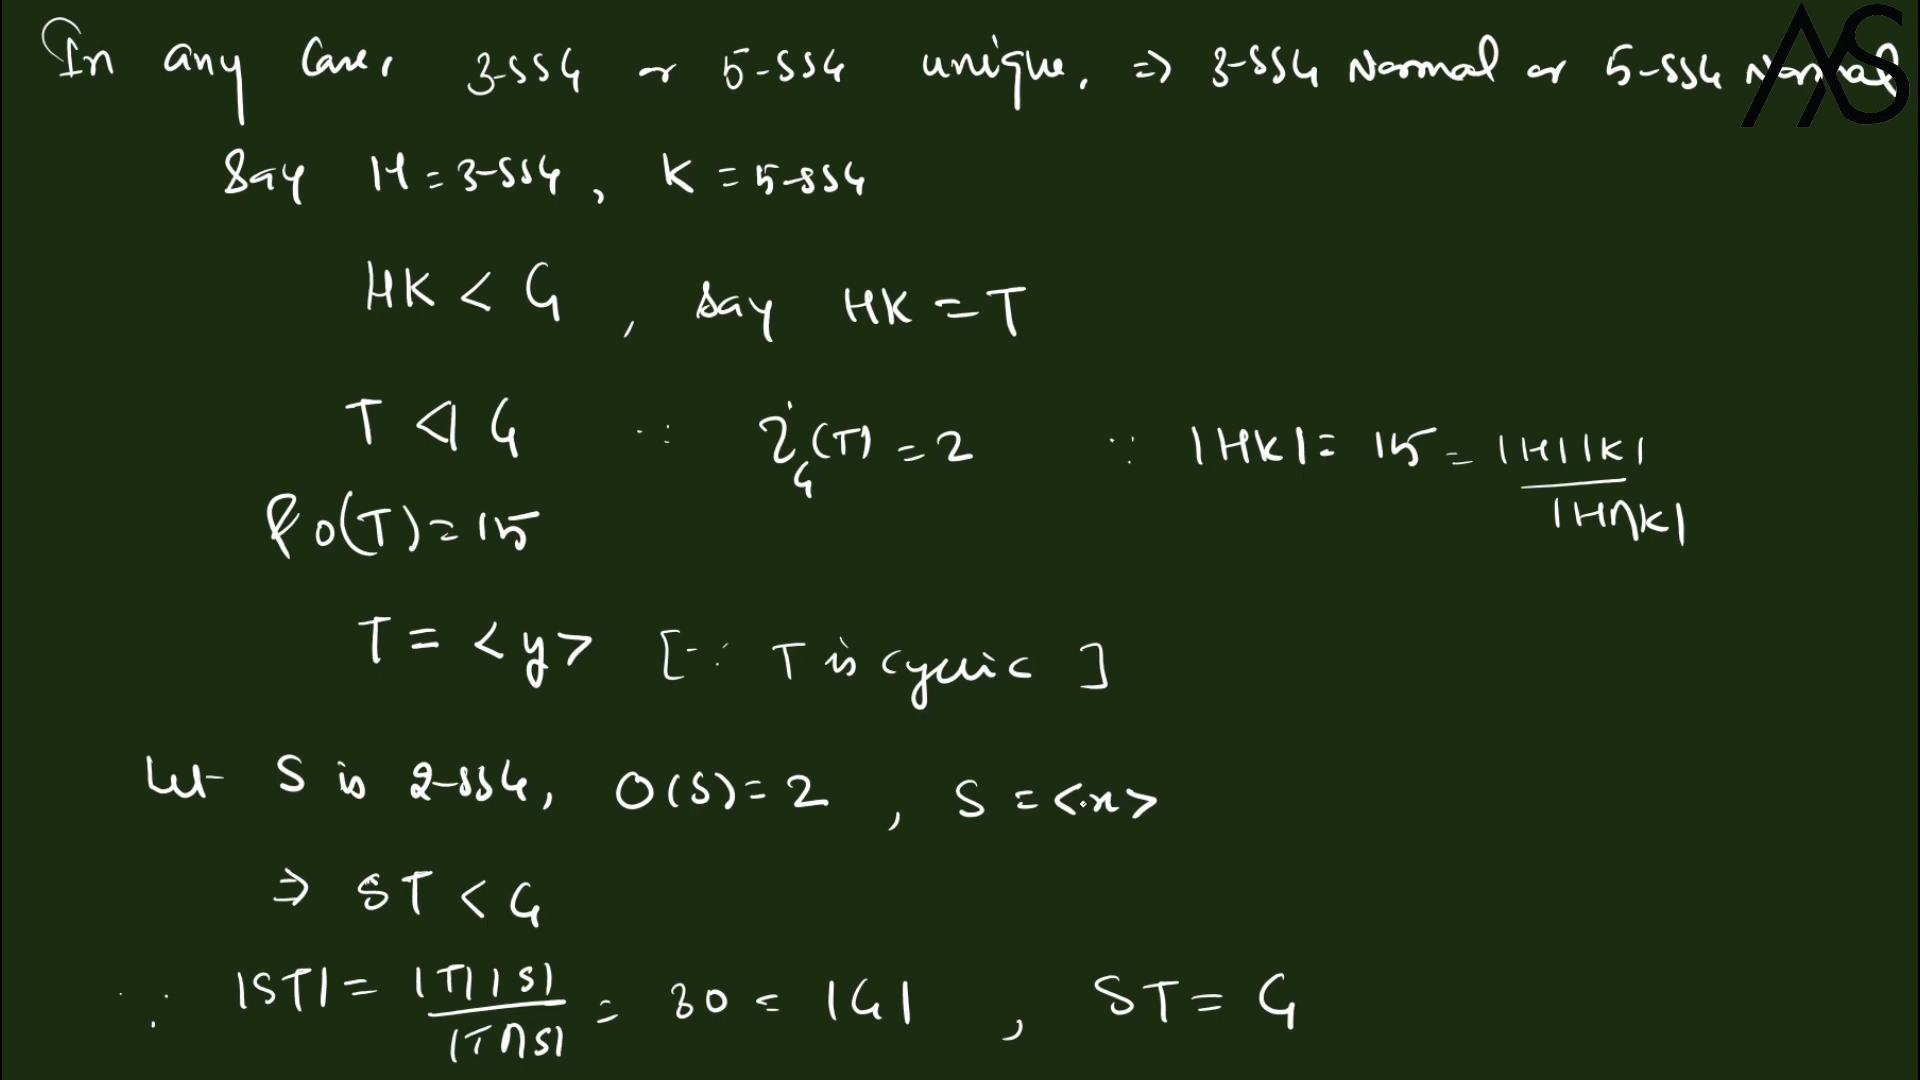 In any Case, 3-SSG or 5-SSG unique, ⇒ 3-SSG Normal or 5-SSG Normal
AS
Say H = 3-SSG, K = 5-SSG
HK < G, say HK = T
T ◁ G ∵ i_G(T) = 2 ∵ |HK| = 15 = |H||K| / |H∩K|
& o(T) = 15
T = <y> [∵ T is cyclic]
Let S is 2-SSG, O(S) = 2, S = <x>
⇒ ST < G
∵ |ST| = |T||S| / |T∩S| = 30 = |G|, ST = G